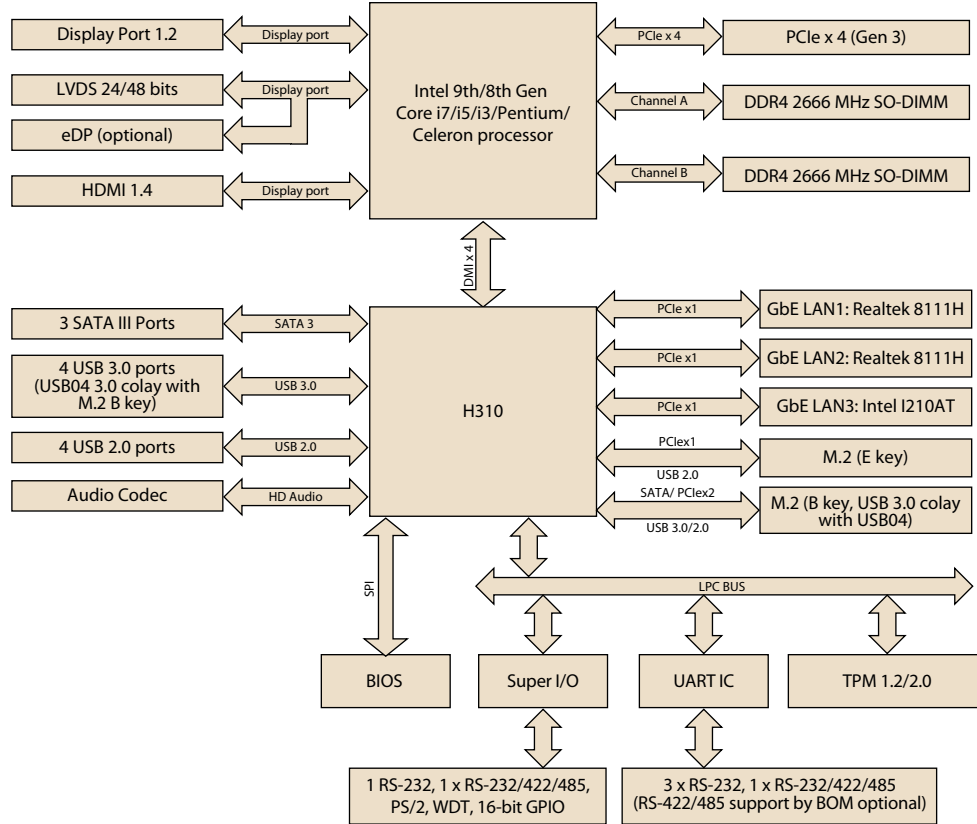 Display Port 1.2
Display port
LVDS 24/48 bits
Display port
eDP (optional)
HDMI 1.4
Display port
Intel 9th/8th Gen
Core i7/i5/i3/Pentium/
Celeron processor
PCIe x 4
PCIe x 4 (Gen 3)
Channel A
DDR4 2666 MHz SO-DIMM
Channel B
DDR4 2666 MHz SO-DIMM
DMI x 4
3 SATA III Ports
SATA 3
4 USB 3.0 ports
(USB04 3.0 colay with
M.2 B key)
USB 3.0
4 USB 2.0 ports
USB 2.0
Audio Codec
HD Audio
H310
PCIe x1
GbE LAN1: Realtek 8111H
PCIe x1
GbE LAN2: Realtek 8111H
PCIe x1
GbE LAN3: Intel I210AT
PCIex1
USB 2.0
M.2 (E key)
SATA/ PCIex2
USB 3.0/2.0
M.2 (B key, USB 3.0 colay
with USB04)
SPI
LPC BUS
BIOS
Super I/O
UART IC
TPM 1.2/2.0
1 RS-232, 1 x RS-232/422/485,
PS/2, WDT, 16-bit GPIO
3 x RS-232, 1 x RS-232/422/485
(RS-422/485 support by BOM optional)